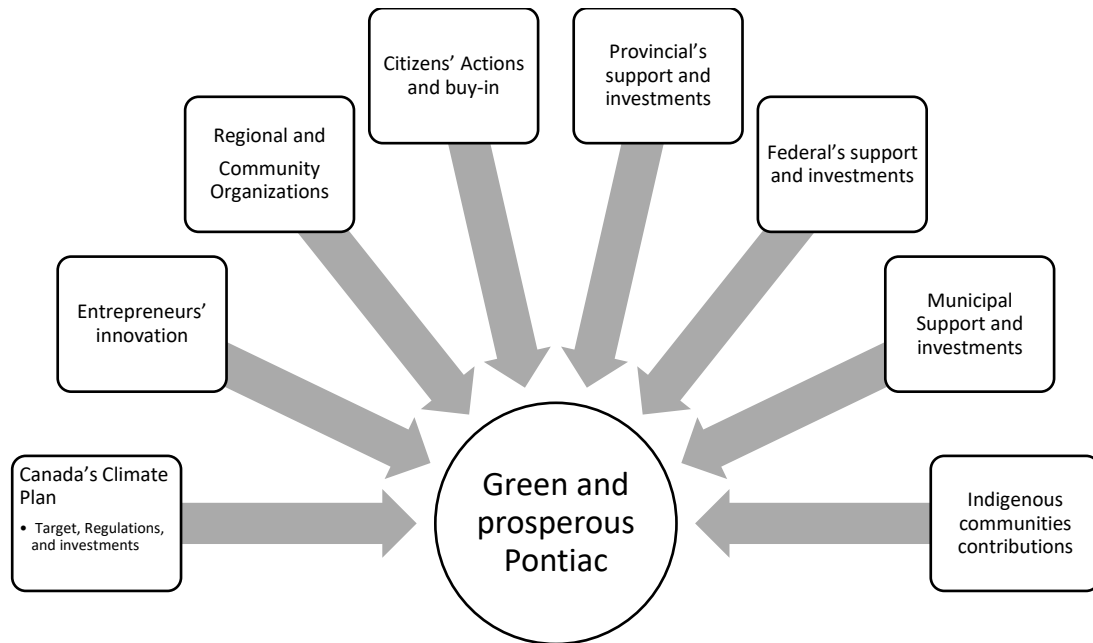 Citizens’ Actions
and buy-in
Provincial’s
support and
investments
Regional and
Community
Organizations
Federal’s support
and investments
Entrepreneurs’
innovation
Municipal
Support and
investments
Canada’s Climate
Plan
• Target, Regulations,
and investments
Green and
prosperous
Pontiac
Indigenous
communities
contributions